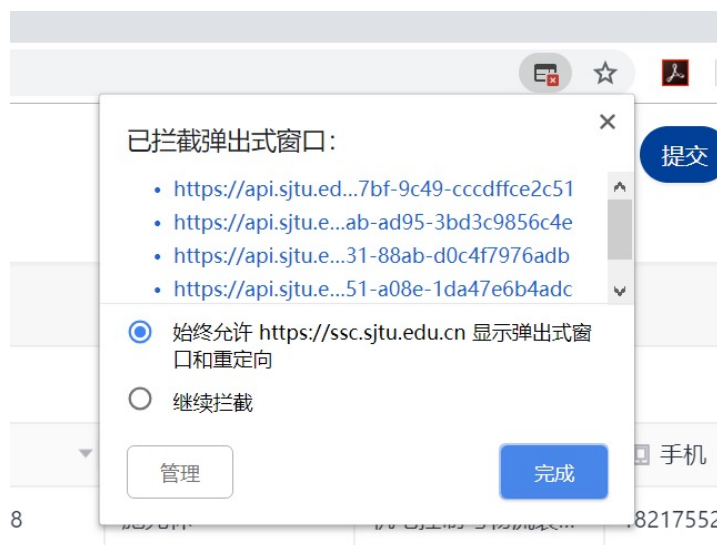 已拦截弹出式窗口：
提交
• https://api.sjtu.ed...7bf-9c49-cccdffce2c51
• https://api.sjtu.e...ab-ad95-3bd3c9856c4e
• https://api.sjtu.e...31-88ab-d0c4f7976adb
• https://api.sjtu.e...51-a08e-1da47e6b4adc
始终允许 https://ssc.sjtu.edu.cn 显示弹出式窗
口和重定向
继续拦截
管理
完成
手机
8
18217552